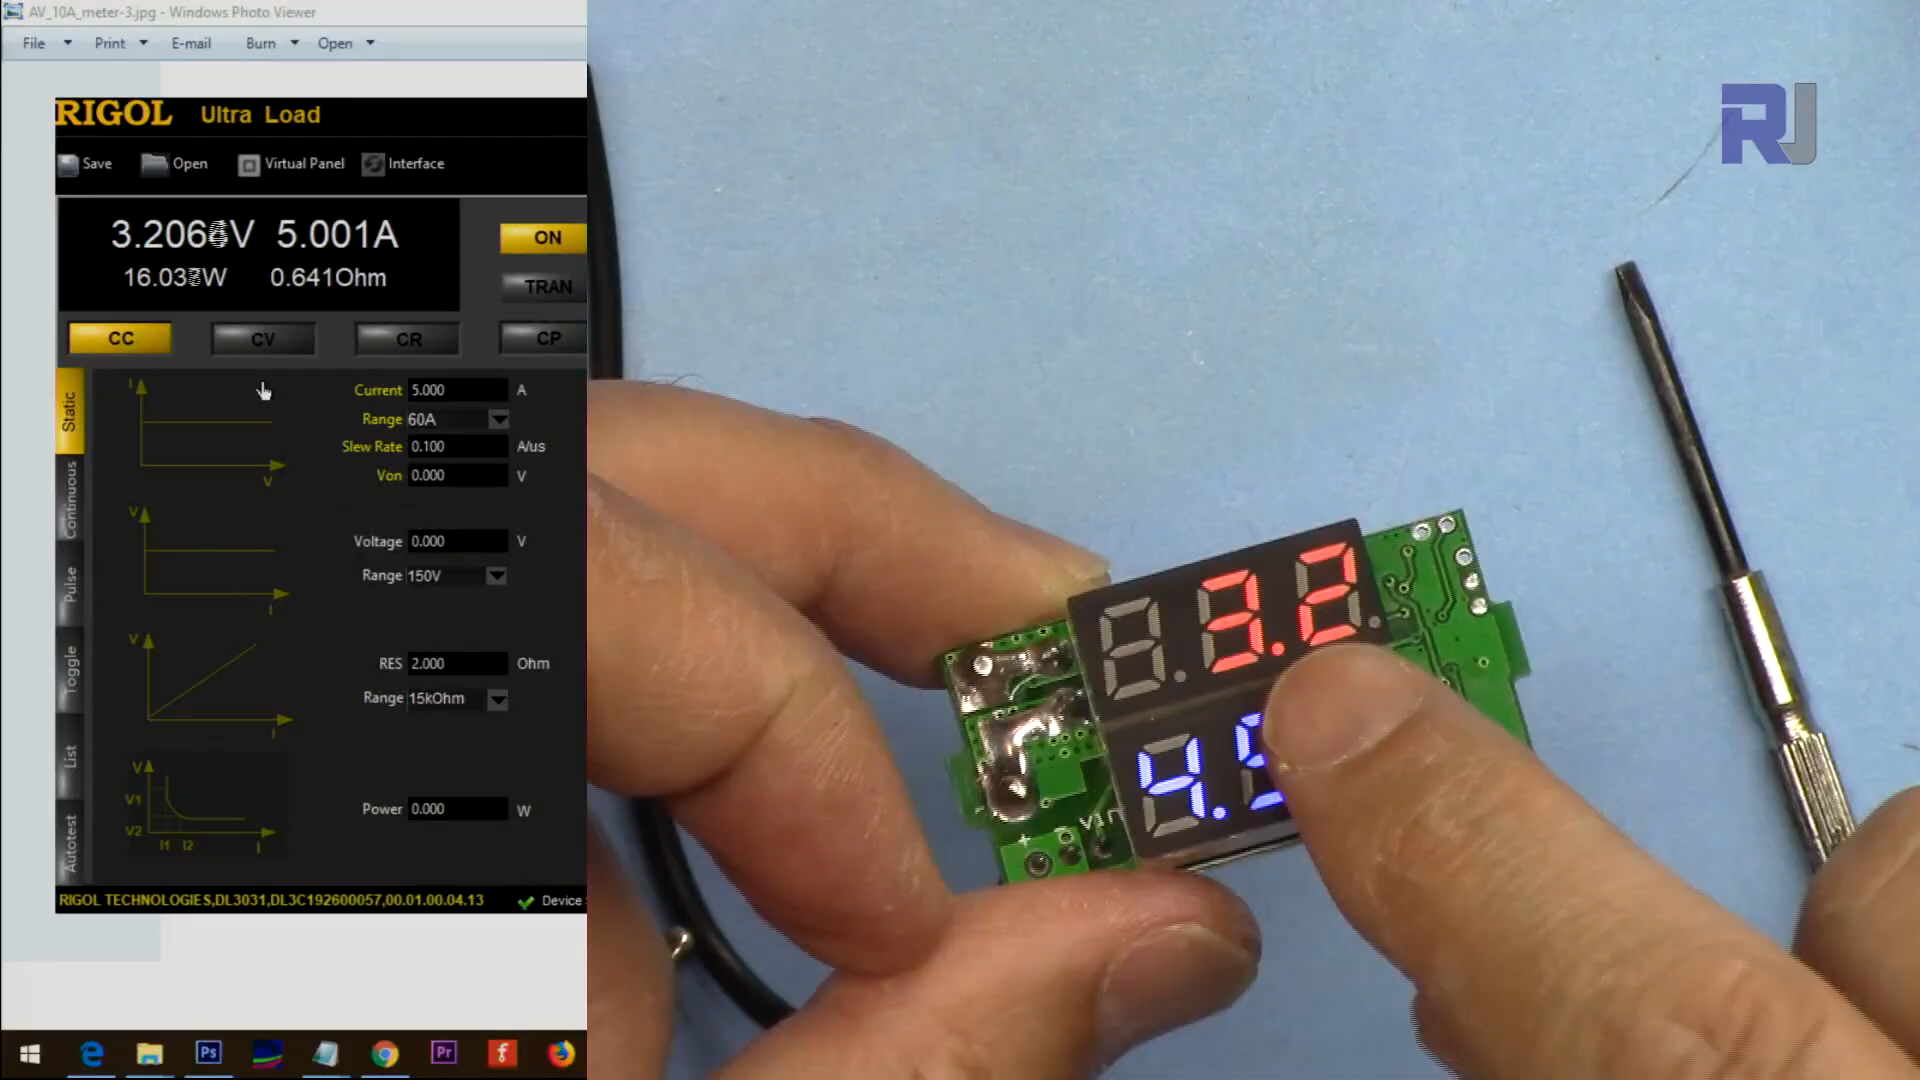 AV_10A_meter-3.jpg - Windows Photo Viewer
File Print E-mail Burn Open
RIGOL Ultra Load
Save Open Virtual Panel Interface
5.001A
0.641Ohm
ON
TRAN
CC CV CR CP
Static
Continuous
Pulse
Toggle
List
Autotest
I
V
Current 5.000 A
Range 60A
Slew Rate 0.100 A/us
Von 0.000 V
V
I
Voltage 0.000 V
Range 150V
V
I
RES 2.000 Ohm
Range 15kOhm
V
V1
V2
I1 I2 I
Power 0.000 W
RIGOL TECHNOLOGIES,DL3031,DL3C192600057,00.01.00.04.13 Device
Ps
Pr
f
RJ
3.2
Vin
+